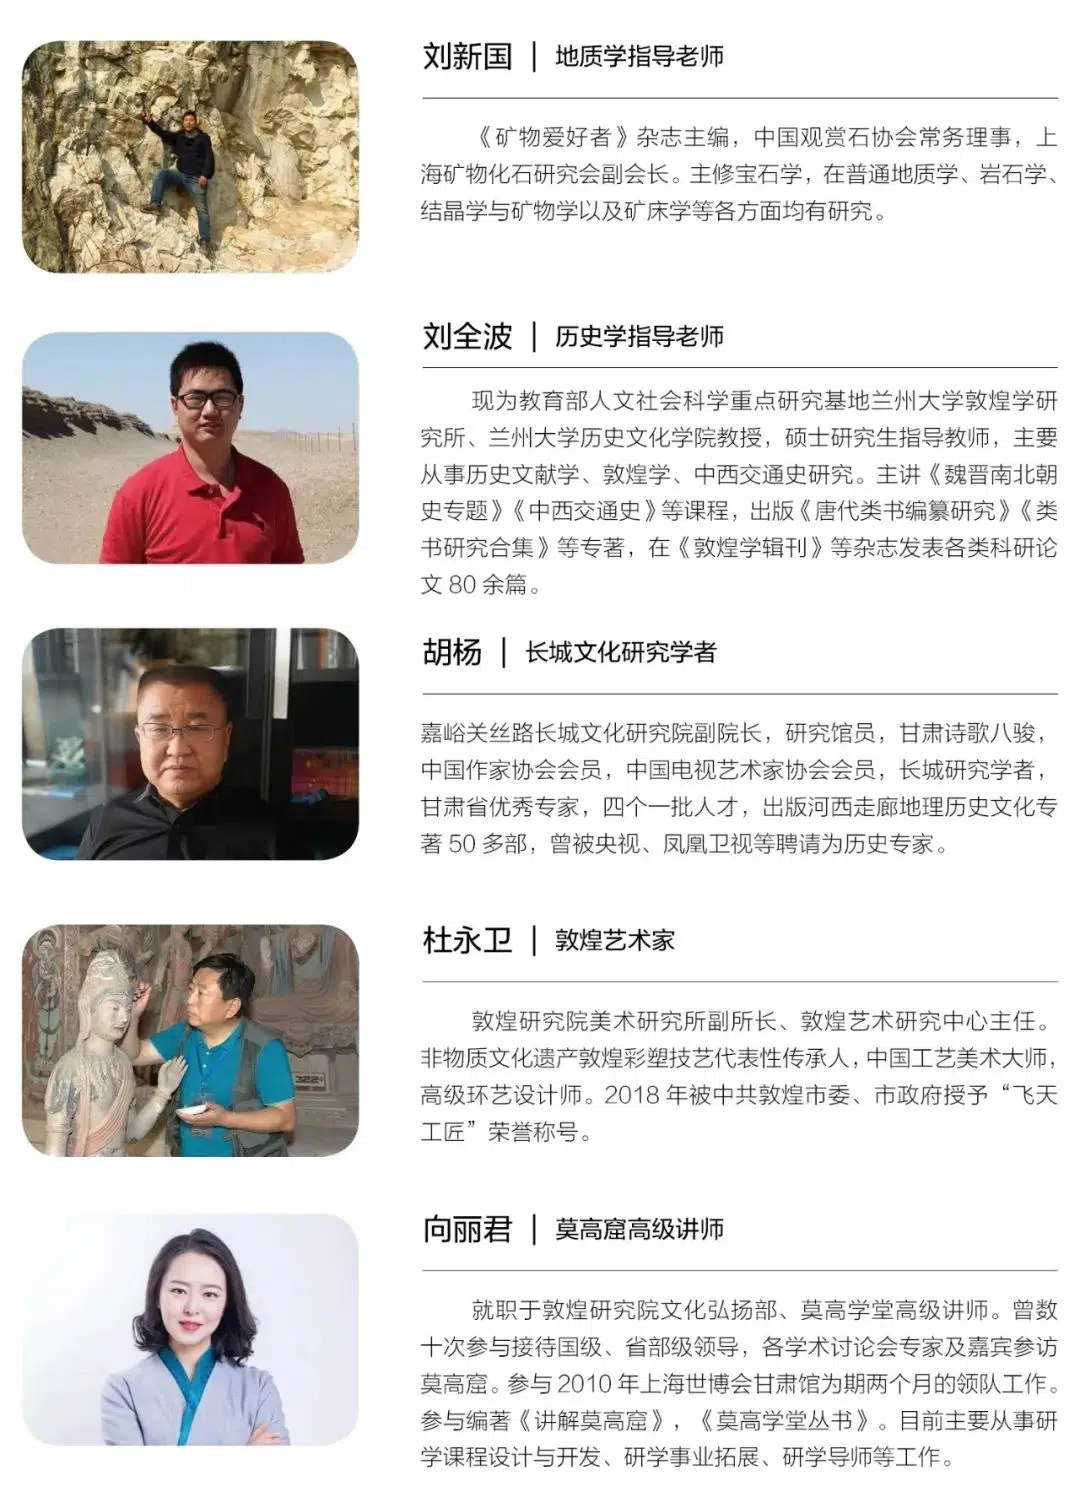 刘新国 | 地质学指导老师
《矿物爱好者》杂志主编，中国观赏石协会常务理事，上
海矿物化石研究会副会长。主修宝石学，在普通地质学、岩石学、
结晶学与矿物学以及矿床学等各方面均有研究。
刘全波 | 历史学指导老师
现为教育部人文社会科学重点研究基地兰州大学敦煌学研
究所、兰州大学历史文化学院教授，硕士研究生指导教师，主要
从事历史文献学、敦煌学、中西交通史研究。主讲《魏晋南北朝
史专题》《中西交通史》等课程，出版《唐代类书编纂研究》《类
书研究合集》等专著，在《敦煌学辑刊》等杂志发表各类科研论
文 80 余篇。
胡杨 | 长城文化研究学者
嘉峪关丝路长城文化研究院副院长，研究馆员，甘肃诗歌八骏，
中国作家协会会员，中国电视艺术家协会会员，长城研究学者，
甘肃省优秀专家，四个一批人才，出版河西走廊地理历史文化专
著 50 多部，曾被央视、凤凰卫视等聘请为历史专家。
杜永卫 | 敦煌艺术家
敦煌研究院美术研究所副所长、敦煌艺术研究中心主任。
非物质文化遗产敦煌彩塑技艺代表性传承人，中国工艺美术大师，
高级环艺设计师。2018 年被中共敦煌市委、市政府授予“飞天
工匠”荣誉称号。
322
向丽君 | 莫高窟高级讲师
就职于敦煌研究院文化弘扬部、莫高学堂高级讲师。曾数
十次参与接待国级、省部级领导，各学术讨论会专家及嘉宾参访
莫高窟。参与 2010 年上海世博会甘肃馆为期两个月的领队工作。
参与编著《讲解莫高窟》，《莫高学堂丛书》。目前主要从事研
学课程设计与开发、研学事业拓展、研学导师等工作。